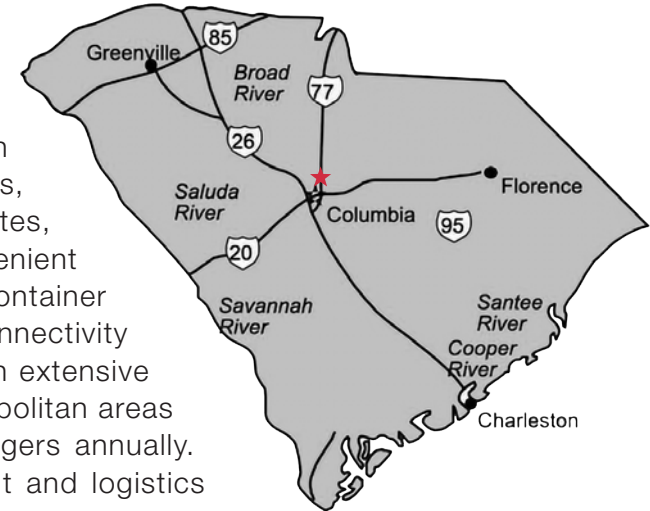 85
Greenville
Broad
River
77
26
s,
Florence
Saluda
River
Columbia
tes,
95
enient
20
ontainer
Savannah
River
Santee
River
nnectivity
Cooper
River
n extensive
politan areas
Charleston
gers annually.
t and logistics